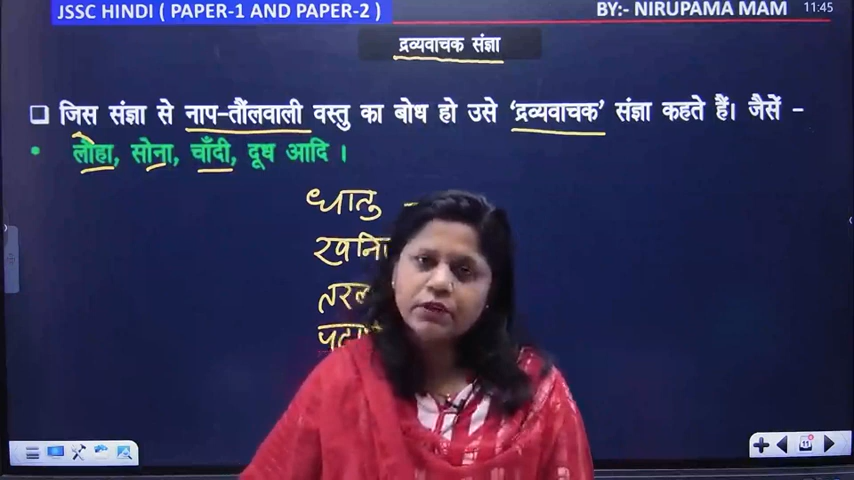 JSSC HINDI ( PAPER-1 AND PAPER-2 )
BY:- NIRUPAMA MAM
11:45
द्रव्यवाचक संज्ञा
जिस संज्ञा से नाप-तौंलवाली वस्तु का बोध हो उसे ‘द्रव्यवाचक’ संज्ञा कहते हैं। जैसें –
• लोहा, सोना, चाँदी, दूध आदि ।
धातु